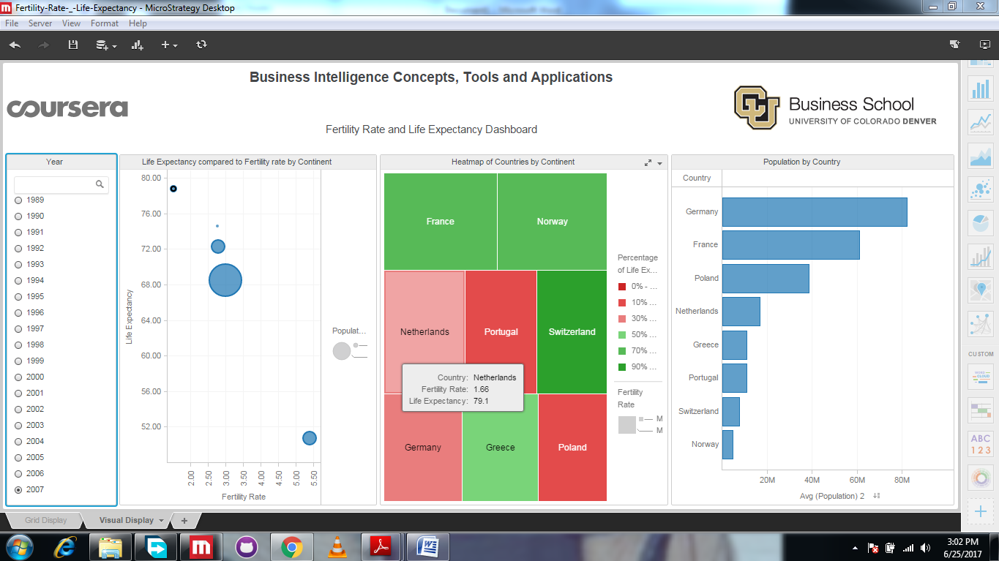 Fertility-Rate-_-Life-Expectancy - MicroStrategy Desktop
File Server View Format Help
Business Intelligence Concepts, Tools and Applications
coursera
CU
Business School
UNIVERSITY OF COLORADO DENVER
Fertility Rate and Life Expectancy Dashboard
Year
1989
1990
1991
1992
1993
1994
1995
1996
1997
1998
1999
2000
2001
2002
2003
2004
2005
2006
2007
Life Expectancy compared to Fertility rate by Continent
80.00
76.00
72.00
68.00
64.00
60.00
56.00
52.00
Life Expectancy
2.00 2.50 3.00 3.50 4.00 4.50 5.00 5.50
Fertility Rate
Populat...
Heatmap of Countries by Continent
France
Norway
Netherlands
Portugal
Switzerland
Country: Netherlands
Fertility Rate: 1.66
Life Expectancy: 79.1
Germany
Greece
Poland
Percentage
of Life Ex...
0% - ...
10% ...
30% ...
50% ...
70% ...
90% ...
Fertility
Rate
M
M
Population by Country
Country
Germany
France
Poland
Netherlands
Greece
Portugal
Switzerland
Norway
20M 40M 60M 80M
Avg (Population) 2
CUSTOM
ABC
123
Grid Display
Visual Display
3:02 PM
6/25/2017